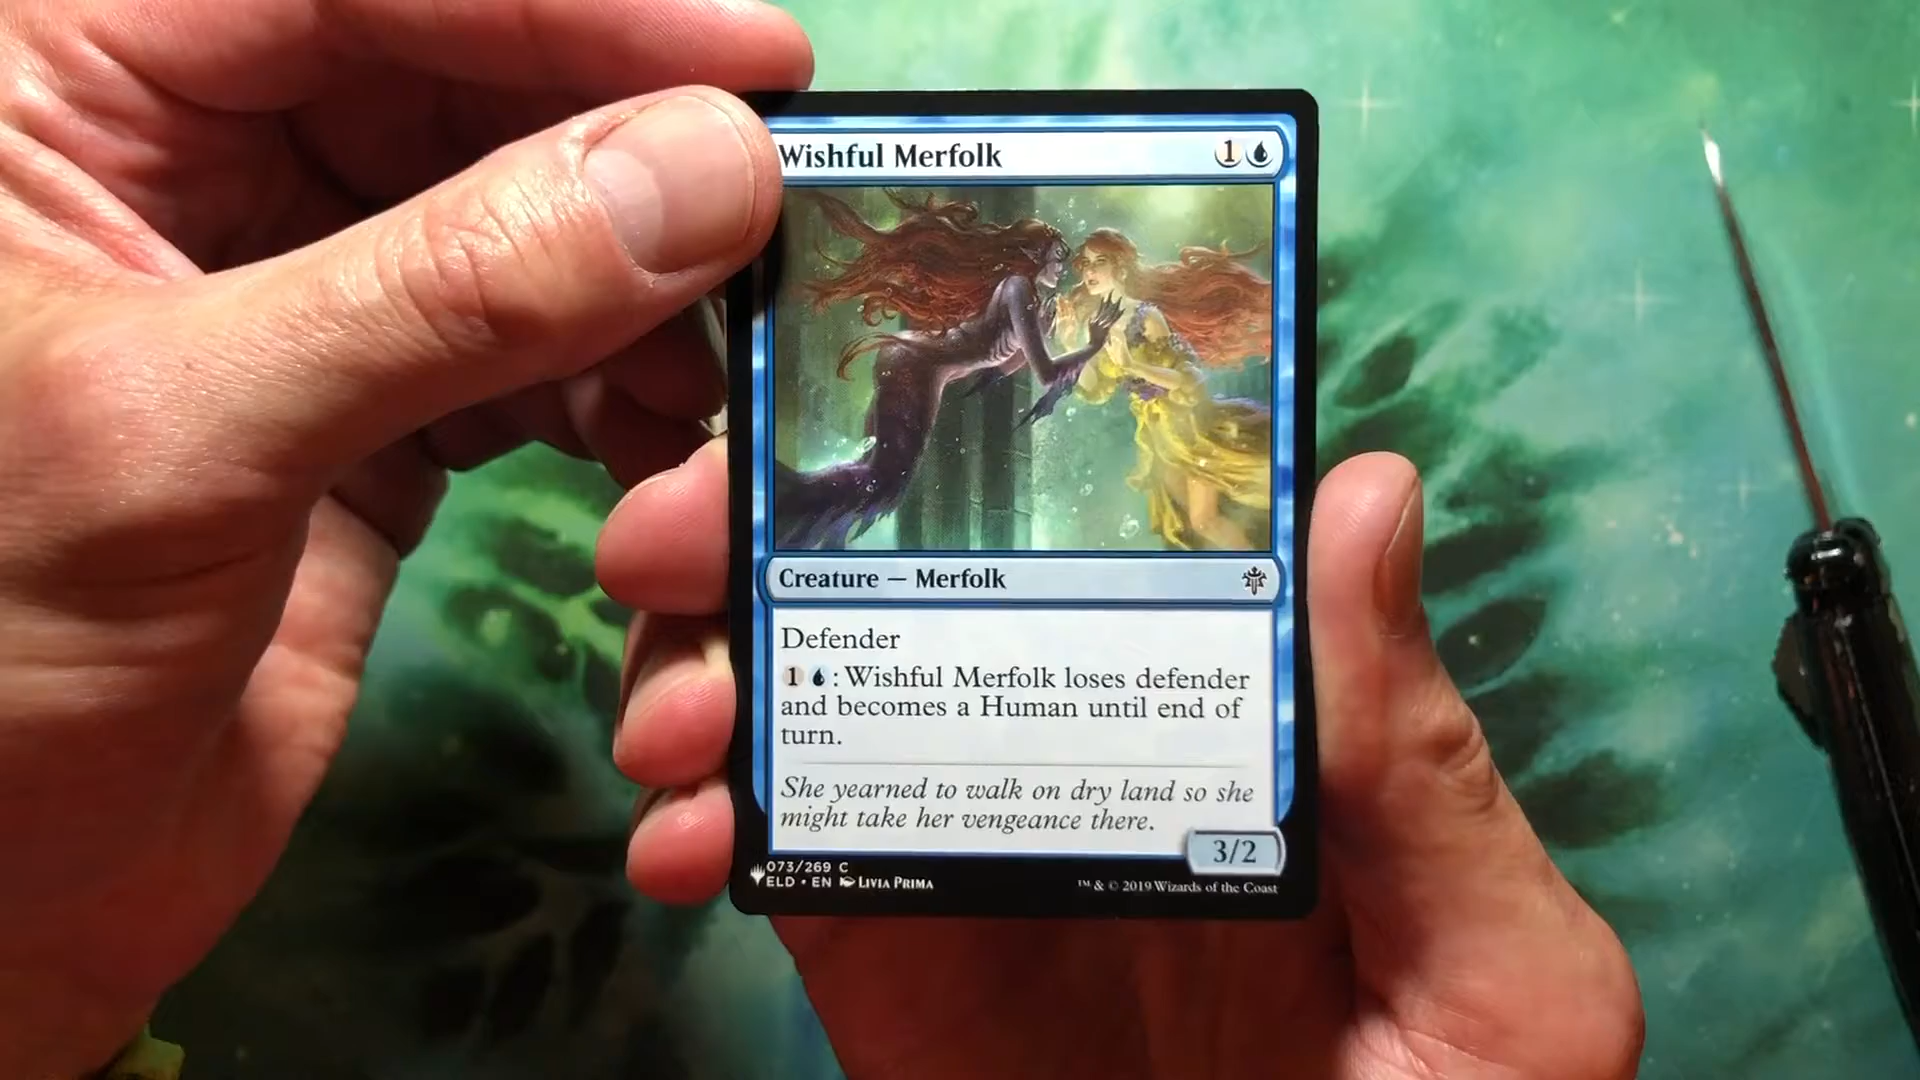 Wishful Merfolk 1
Creature — Merfolk
Defender
1 : Wishful Merfolk loses defender
and becomes a Human until end of
turn.
She yearned to walk on dry land so she
might take her vengeance there.
3/2
073/269 C
ELD • EN LIVIA PRIMA
™ & © 2019 Wizards of the Coast